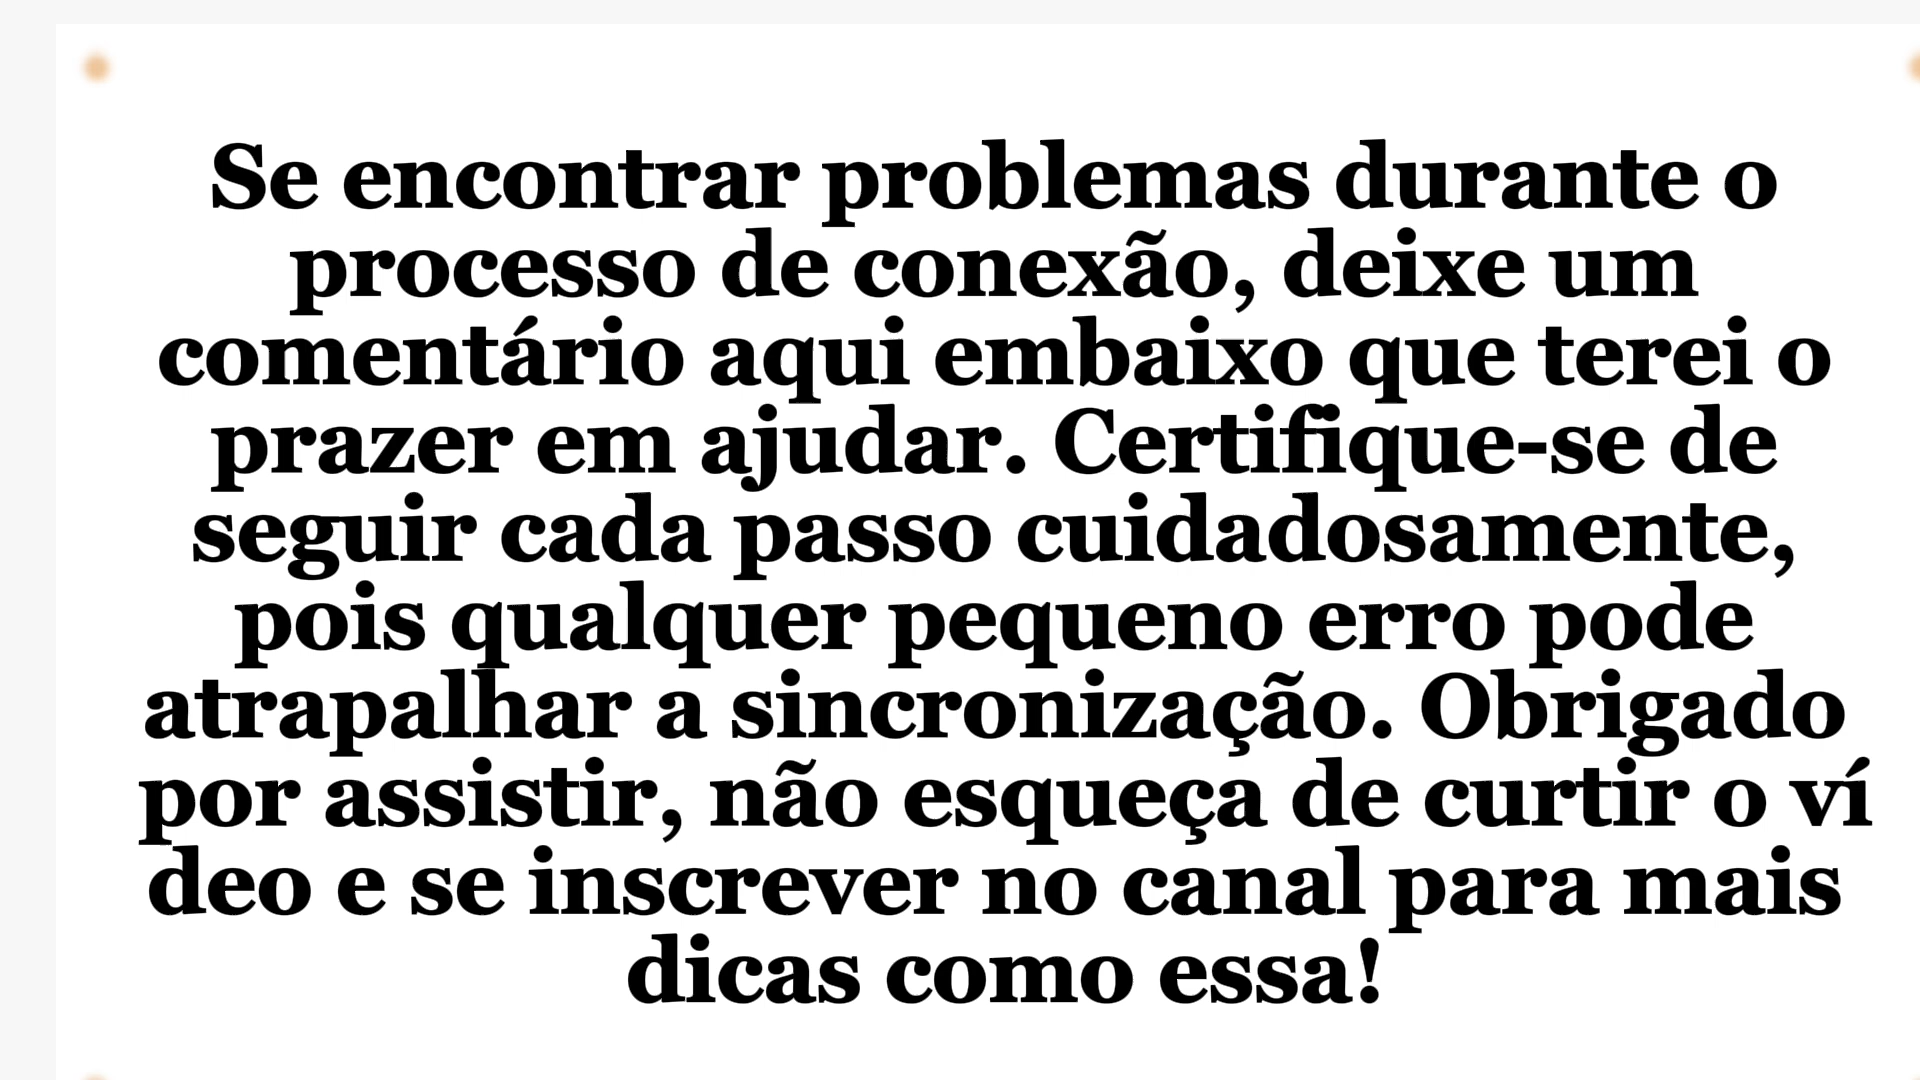 Se encontrar problemas durante o
processo de conexão, deixe um
comentário aqui embaixo que terei o
prazer em ajudar. Certifique-se de
seguir cada passo cuidadosamente,
pois qualquer pequeno erro pode
atrapalhar a sincronização. Obrigado
por assistir, não esqueça de curtir o ví
deo e se inscrever no canal para mais
dicas como essa!